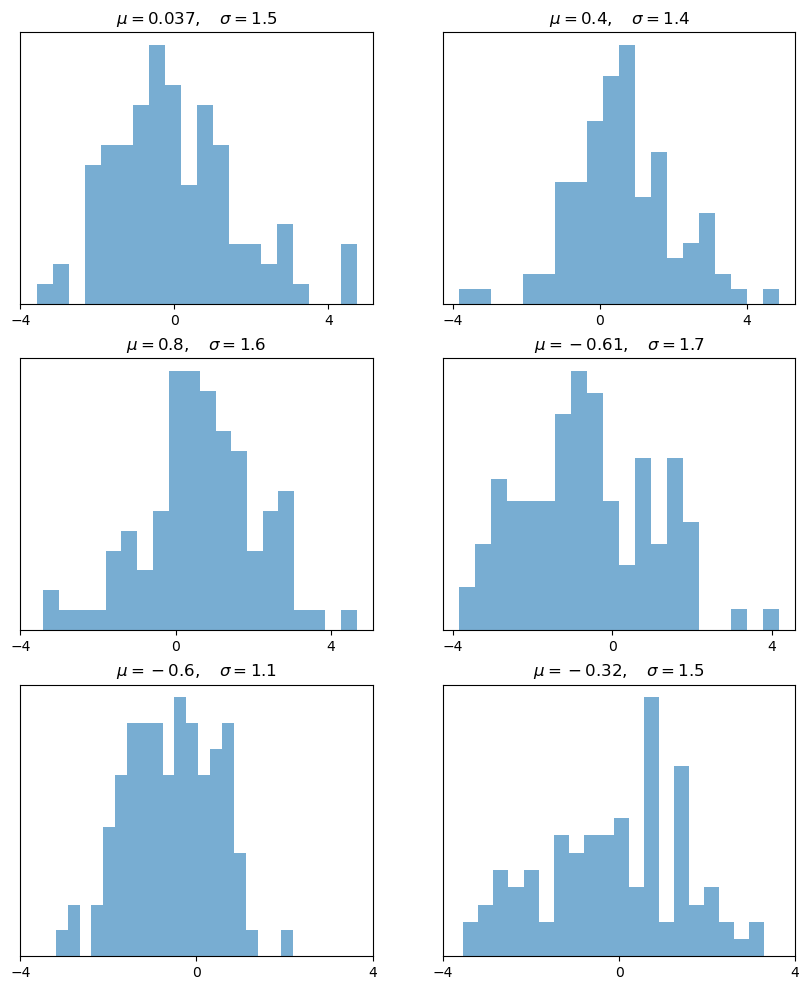 μ = 0.037,   σ = 1.5
μ = 0.4,   σ = 1.4
−4 0 4
−4 0 4
μ = 0.8,   σ = 1.6
μ = −0.61,   σ = 1.7
−4 0 4
−4 0 4
μ = −0.6,   σ = 1.1
μ = −0.32,   σ = 1.5
−4 0 4
−4 0 4